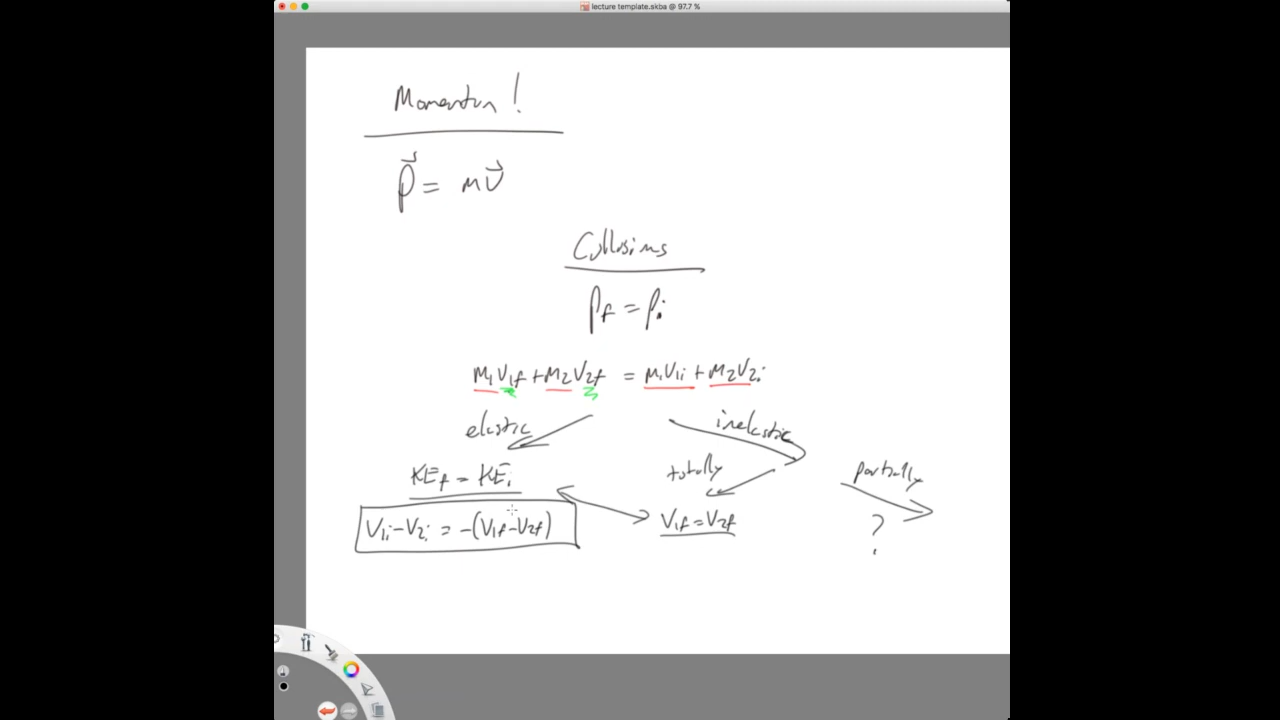 lecture template.skba @ 97.7 %
Momentum !
p⃗ = mv⃗
Collisions
Pf = Pi
m1V1f + m2V2f = m1V1i + m2V2i
elastic
inelastic
KEf = KEi
totally
partially
V1i - V2i = -(V1f - V2f)
V1f = V2f
?